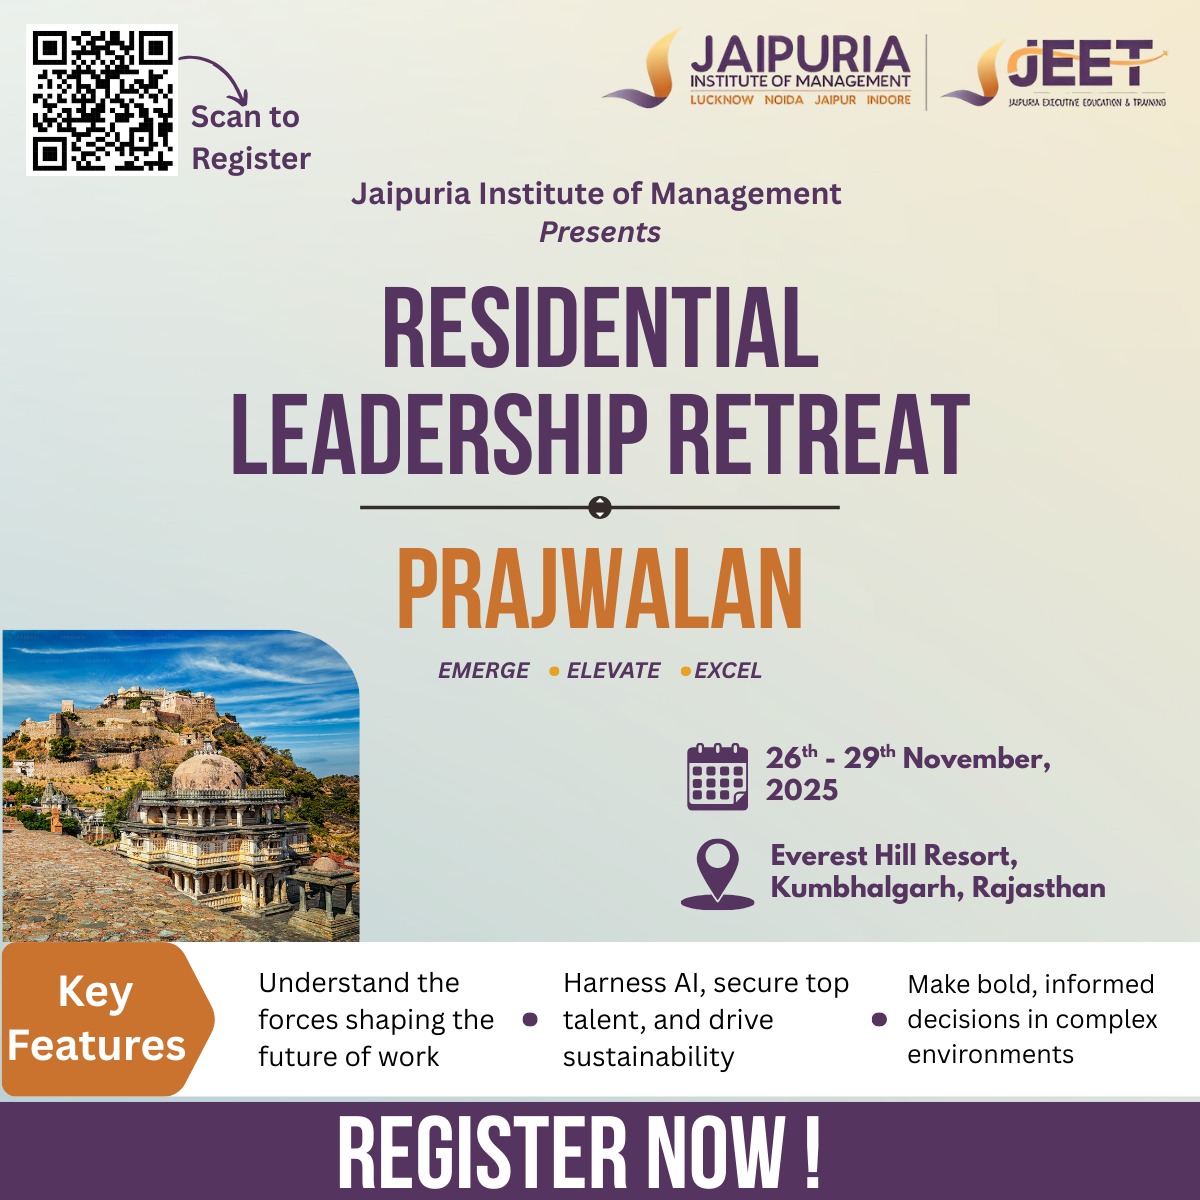 Scan to
Register
JAIPURIA
INSTITUTE OF MANAGEMENT
LUCKNOW NOIDA JAIPUR INDORE
JEET
JAIPURIA EXECUTIVE EDUCATION & TRAINING
Jaipuria Institute of Management
Presents
RESIDENTIAL
LEADERSHIP RETREAT
PRAJWALAN
EMERGE • ELEVATE • EXCEL
26th - 29th November,
2025
Everest Hill Resort,
Kumbhalgarh, Rajasthan
Key
Features
Understand the
forces shaping the
future of work
• Harness AI, secure top
talent, and drive
sustainability
• Make bold, informed
decisions in complex
environments
REGISTER NOW !